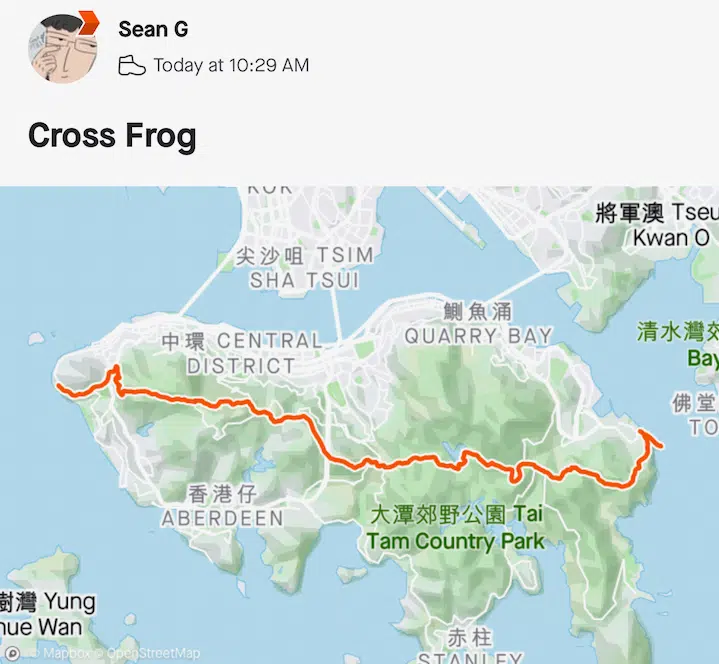 Sean G
Today at 10:29 AM
Cross Frog
將軍澳 Tseu
Kwan O
尖沙咀 TSIM
SHA TSUI
鰂魚涌
QUARRY BAY
中環 CENTRAL
DISTRICT
清水灣郊
Bay
佛堂
TO
香港仔
ABERDEEN
大潭郊野公園 Tai
Tam Country Park
樹灣 Yung
hue Wan
赤柱
STANLEY
© Mapbox © OpenStreetMap